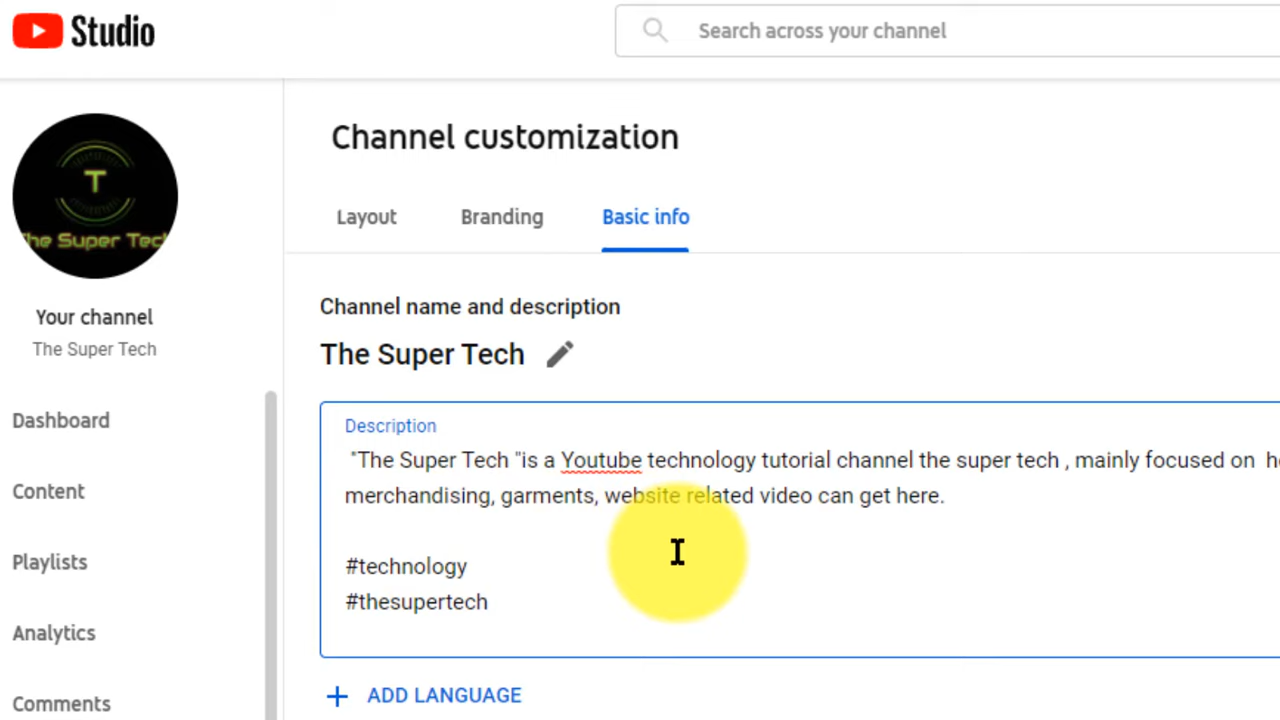 Studio
Search across your channel
Channel customization
Layout Branding Basic info
T
The Super Tech
Your channel
The Super Tech
Channel name and description
The Super Tech
Dashboard
Content
Playlists
Analytics
Comments
Description
"The Super Tech "is a Youtube technology tutorial channel the super tech , mainly focused on
merchandising, garments, website related video can get here.
#technology
#thesupertech
+ ADD LANGUAGE